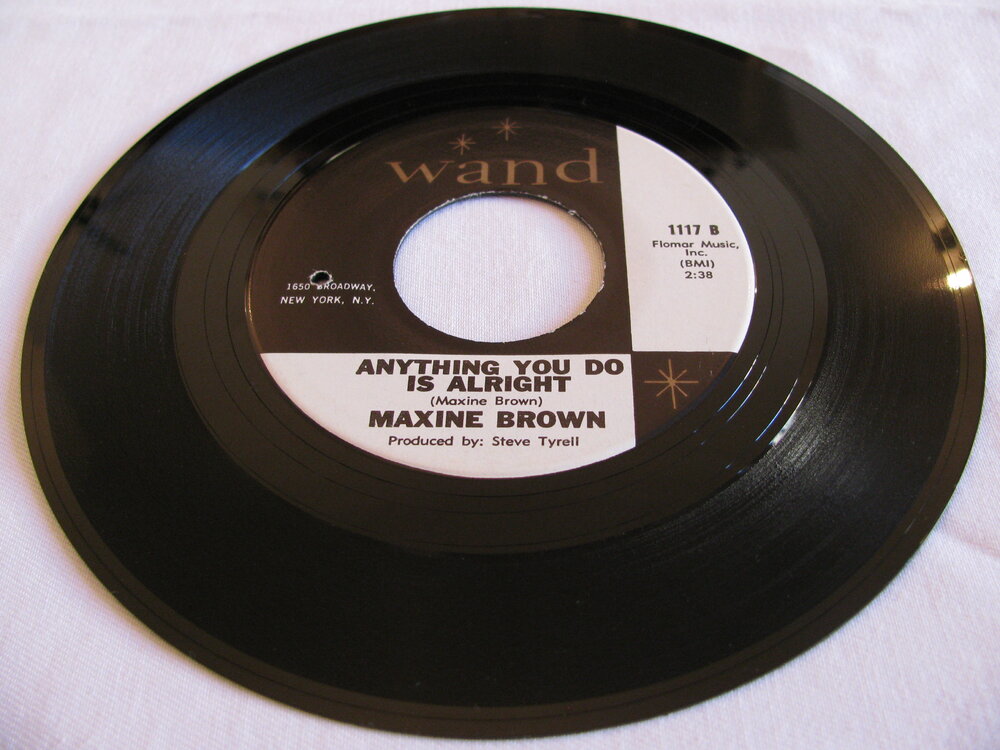 wand
1117 B
Flomar Music,
Inc.
(BMI)
2:38
1650 BROADWAY,
NEW YORK, N.Y.
ANYTHING YOU DO
IS ALRIGHT
(Maxine Brown)
MAXINE BROWN
Produced by: Steve Tyrell